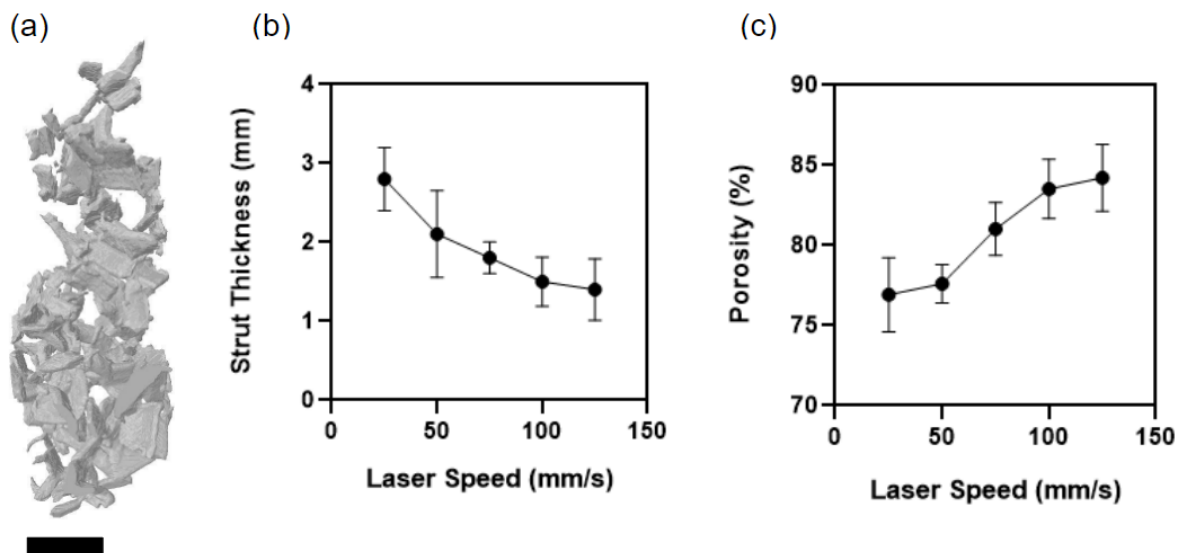 (a)
(b)
(c)
Strut Thickness (mm)
4
3
2
1
0
0 50 100 150
Laser Speed (mm/s)
Porosity (%)
90
85
80
75
70
0 50 100 150
Laser Speed (mm/s)